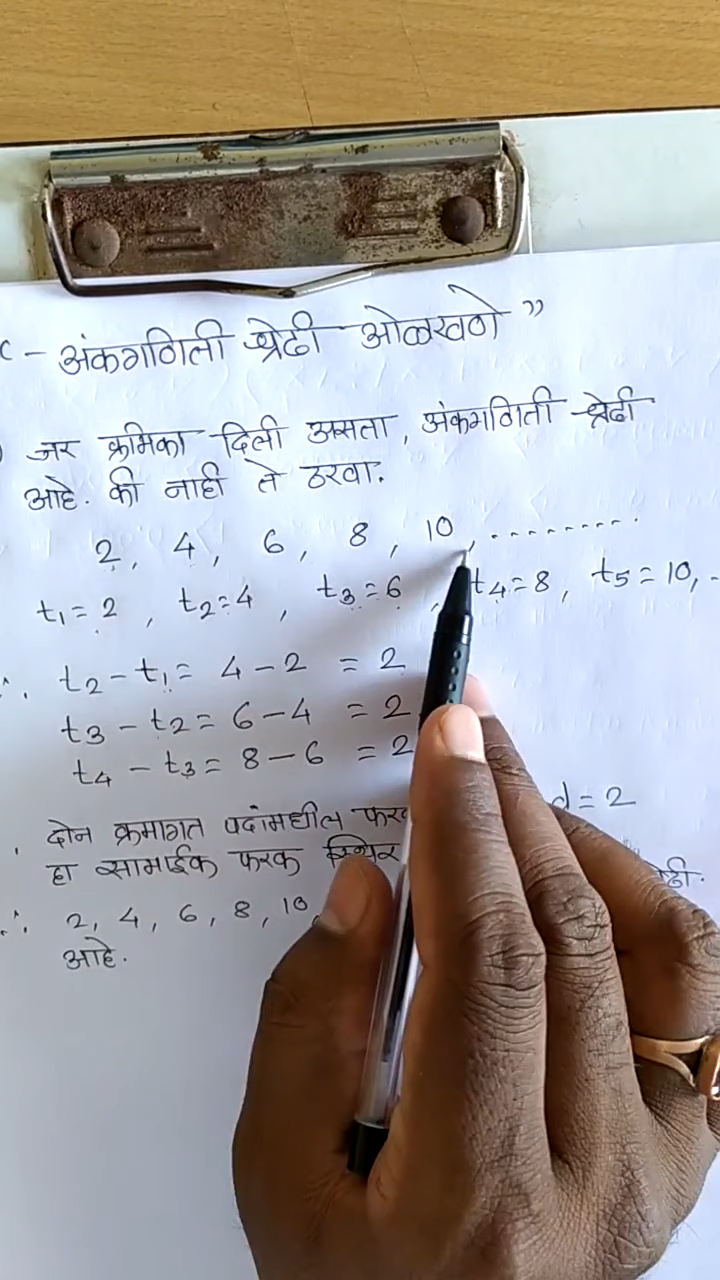 - अंकगणिती श्रेढी ओळखणे ”
जर क्रमिका दिली असता, अंकगणिती श्रेढी
आहे. की नाही ते ठरवा.
2, 4, 6, 8, 10, ........
t₁ = 2, t₂ = 4, t₃ = 6, t₄ = 8, t₅ = 10, -
∴ t₂ - t₁ = 4 - 2 = 2
t₃ - t₂ = 6 - 4 = 2
t₄ - t₃ = 8 - 6 = 2
दोन क्रमागत पदांमधील d = 2
हा सामाईक फरक स्थिर
∴ 2, 4, 6, 8, 10,
आहे.